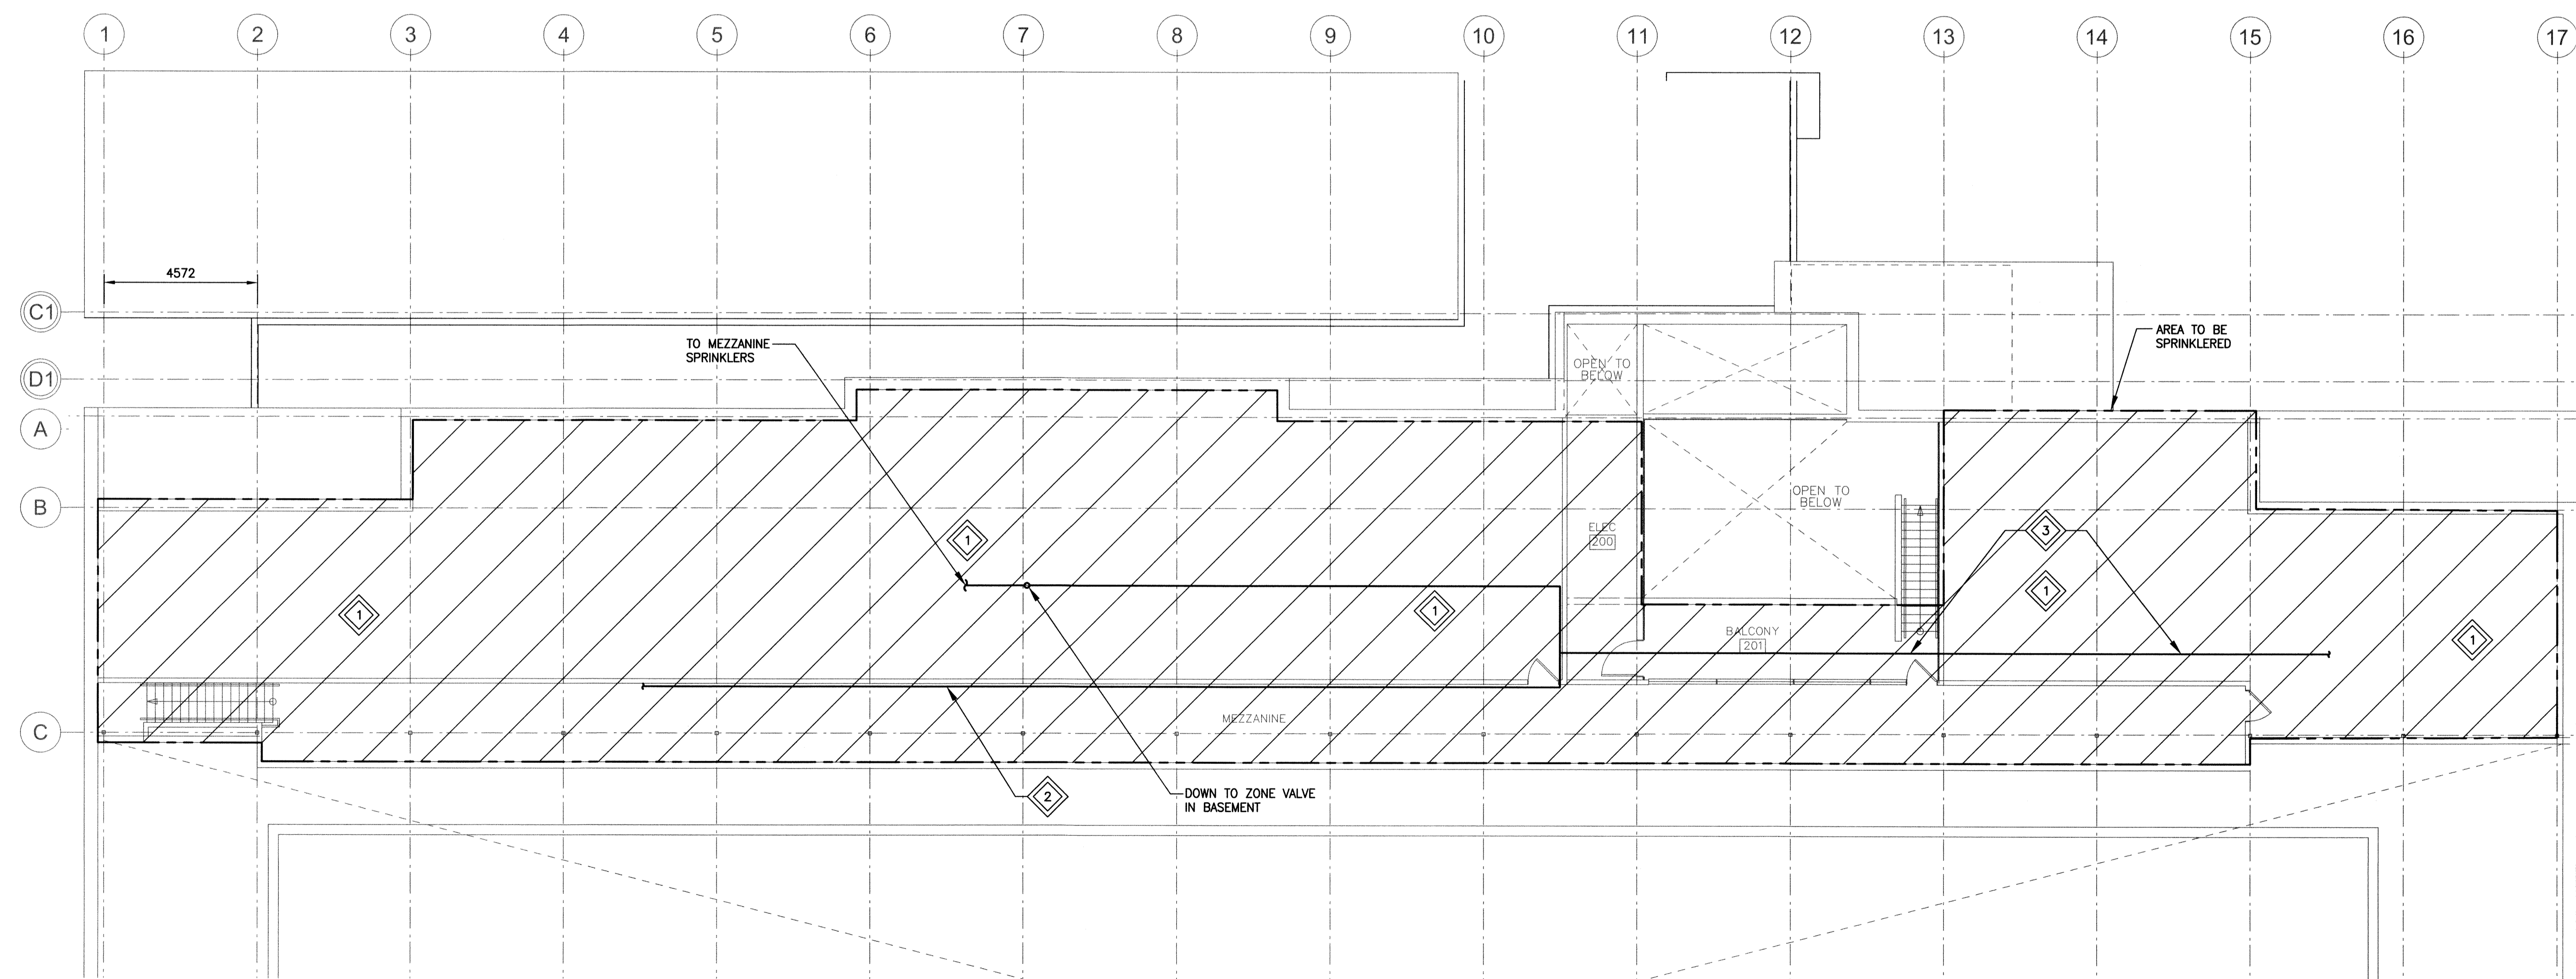 1 2 3 4 5 6 7 8 9 10 11 12 13 14 15 16 17
4572
C1
TO MEZZANINE
SPRINKLERS
AREA TO BE
SPRINKLERED
OPEN TO
BELOW
D1
A
OPEN TO
BELOW
B
ELEC
200
3
1
1
1
1
1
BALCONY
201
MEZZANINE
C
2
DOWN TO ZONE VALVE
IN BASEMENT